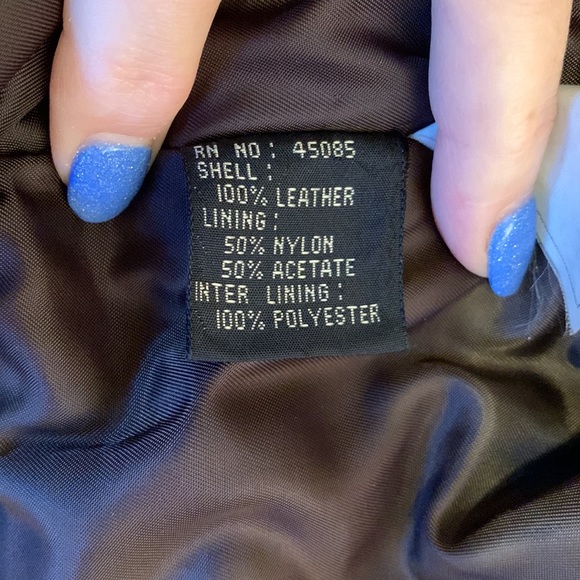 RN NO: 45085
SHELL:
100% LEATHER
LINING:
50% NYLON
50% ACETATE
INTER LINING:
100% POLYESTER